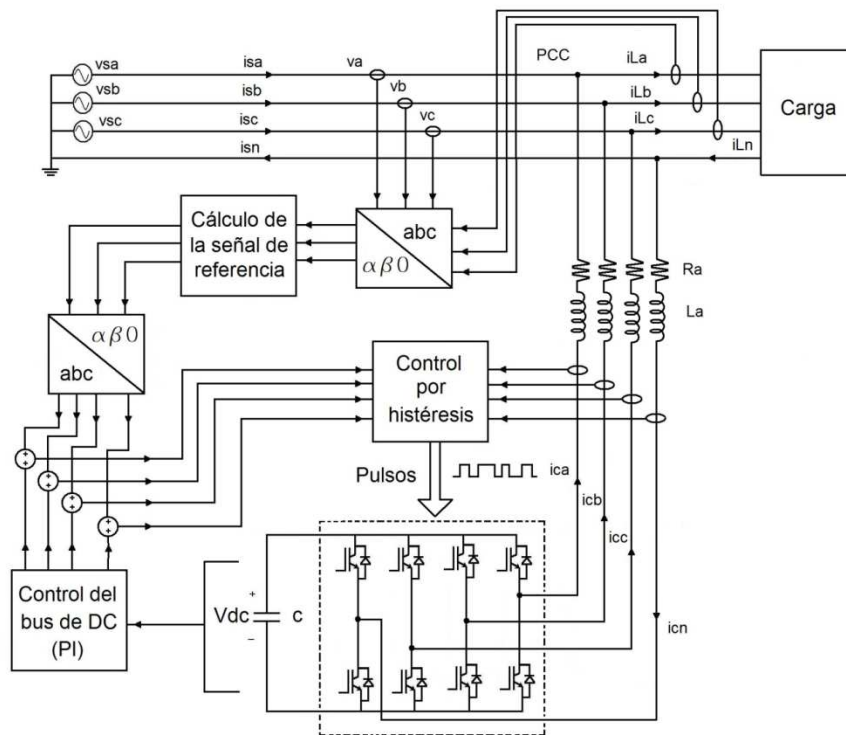 vsa
isa
va
PCC
iLa
vsb
isb
vb
iLb
vsc
isc
vc
iLc
isn
iLn
Carga
Cálculo de
la señal de
referencia
abc
αβ0
Ra
La
αβ0
abc
Control
por
histéresis
Pulsos
ica
icb
icc
icn
+
+
+
+
+
+
+
+
Control del
bus de DC
(PI)
Vdc
+
−
c